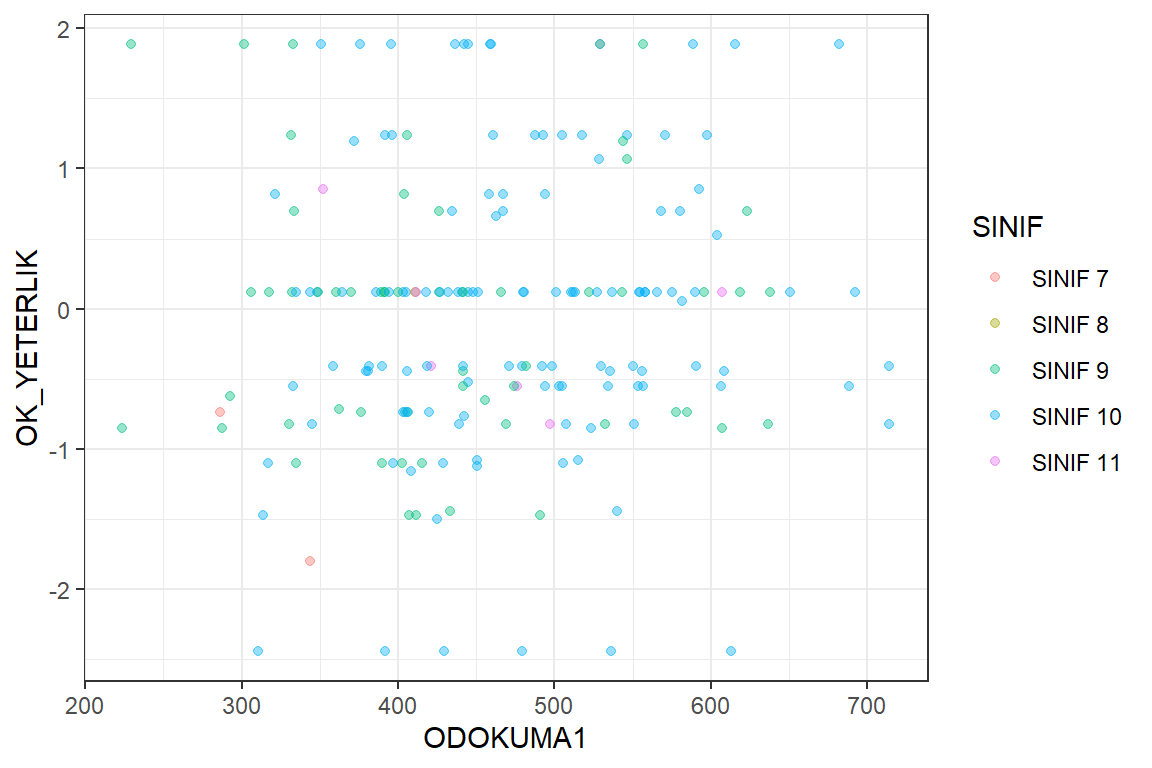 2
1
0
-1
-2
OK_YETERLIK
200 300 400 500 600 700
ODOKUMA1
SINIF
SINIF 7
SINIF 8
SINIF 9
SINIF 10
SINIF 11